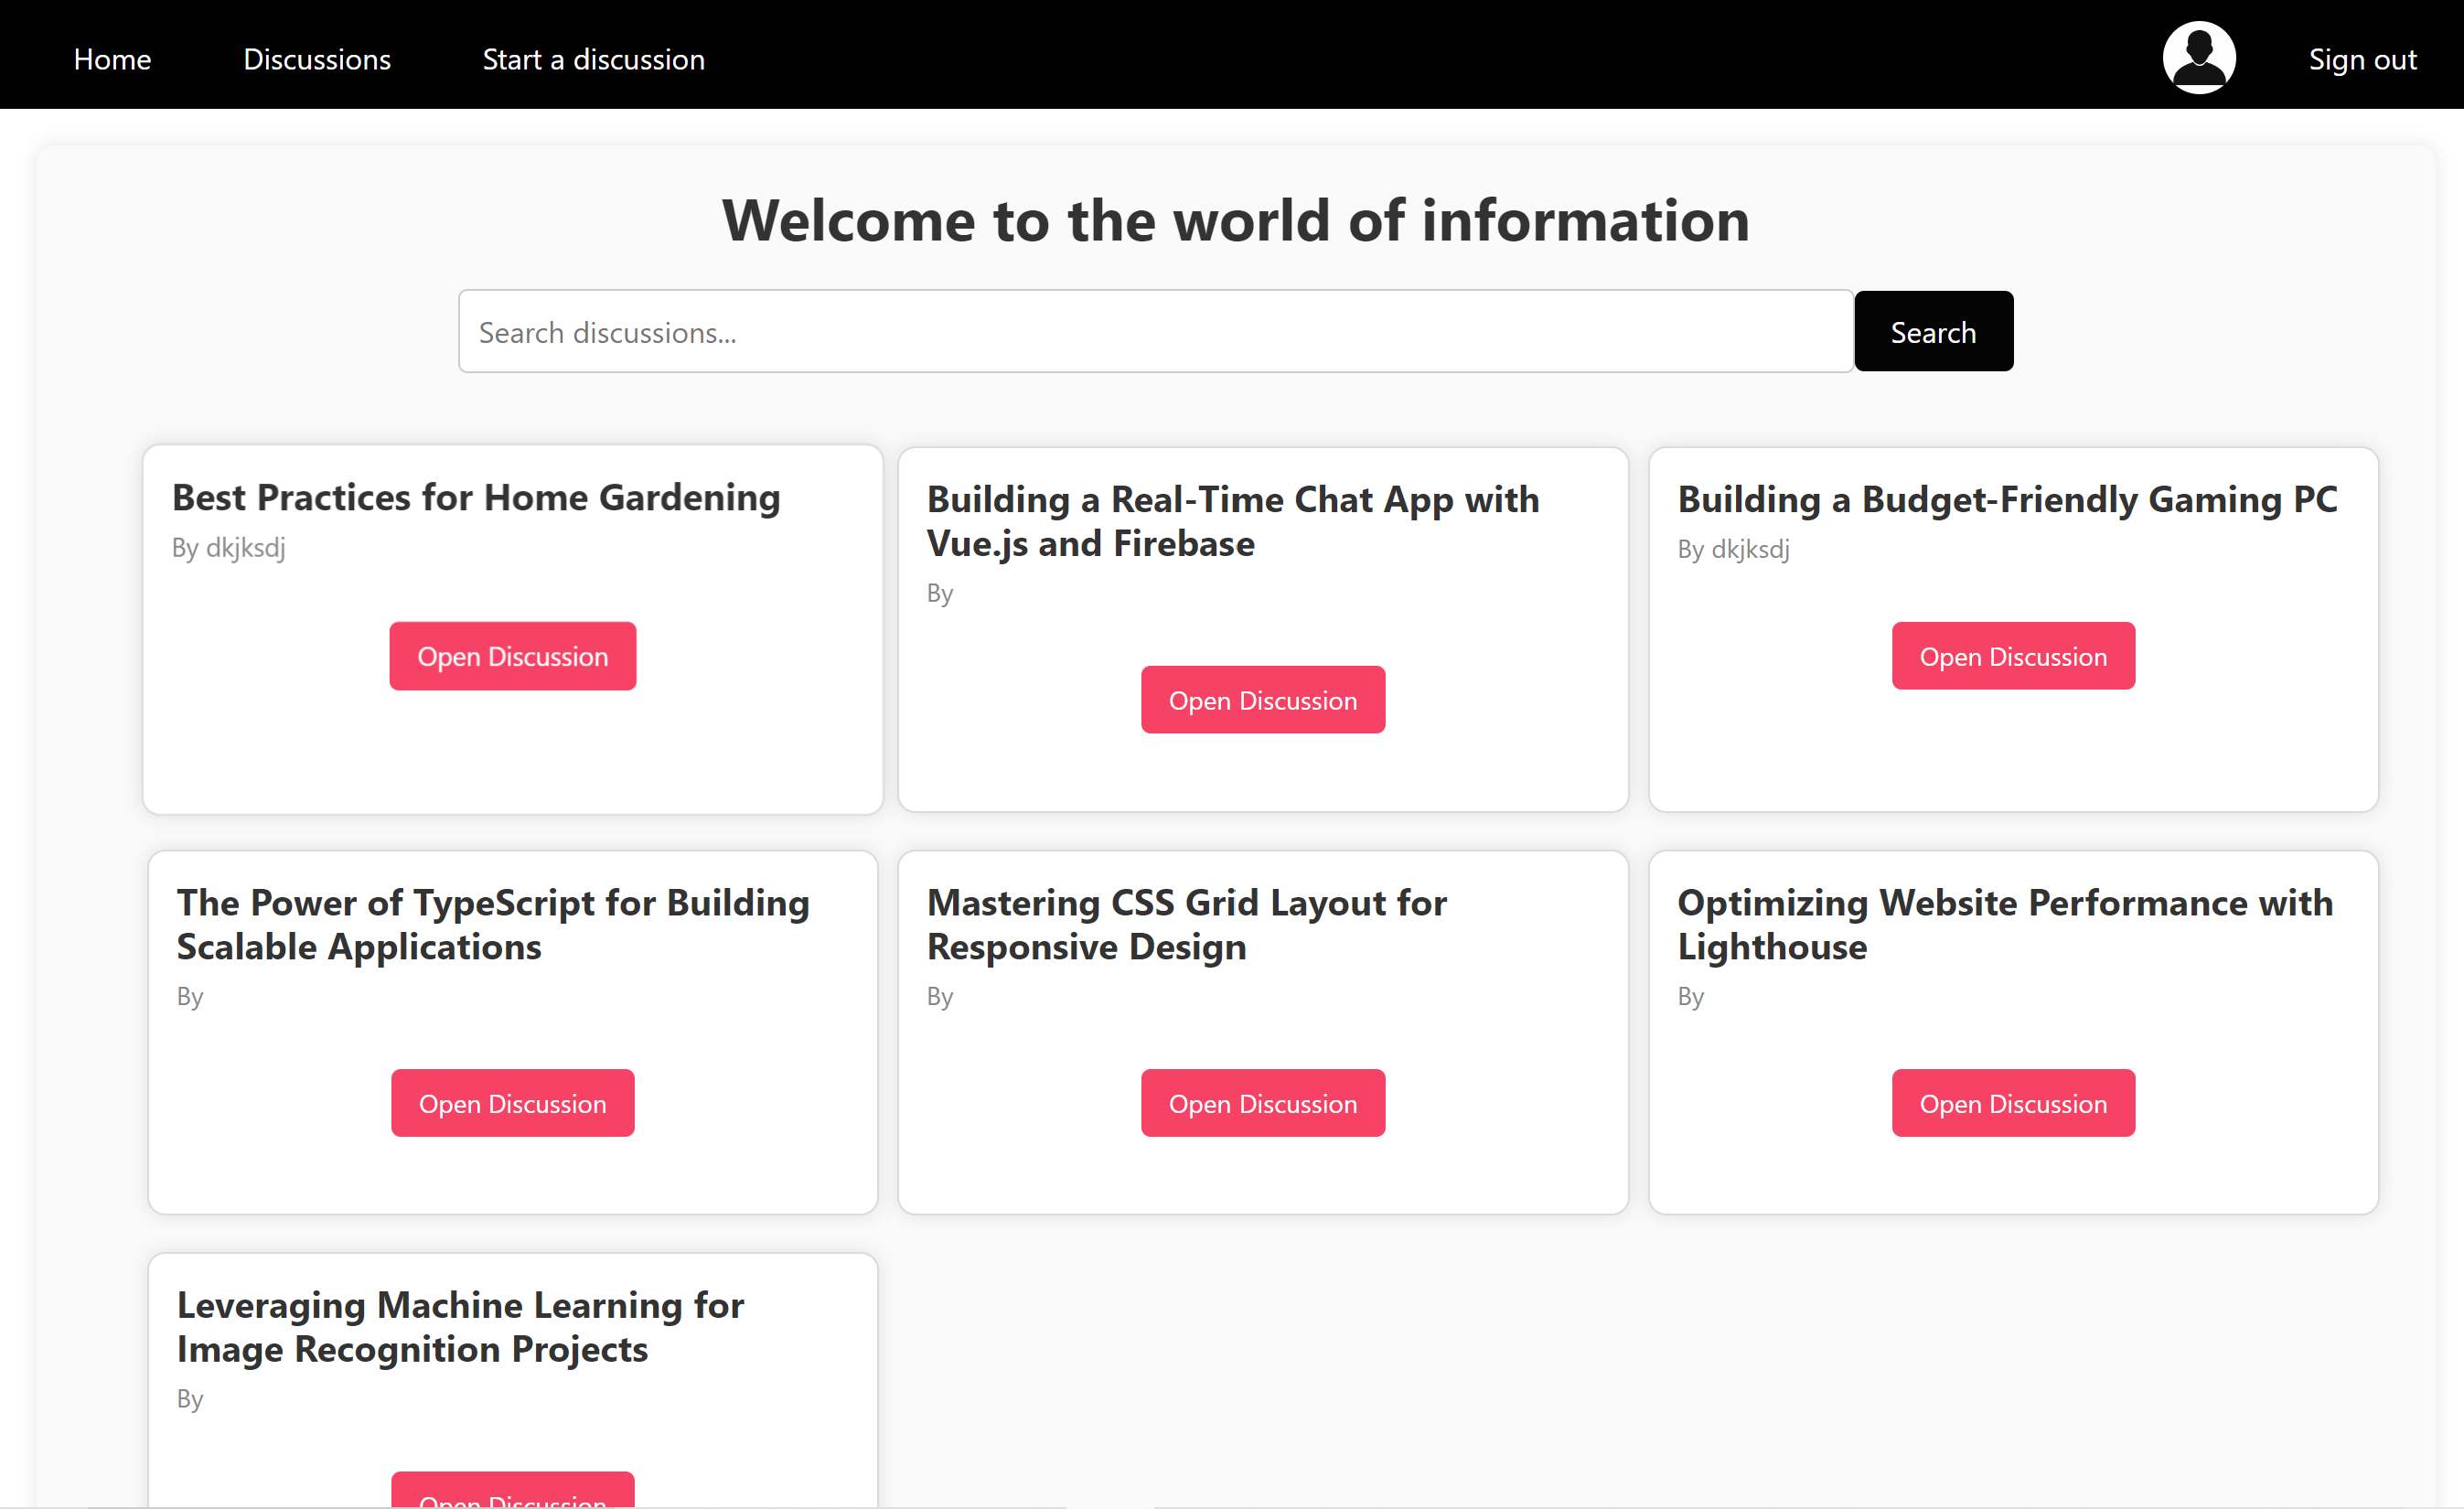 Home
Discussions
Start a discussion
Sign out
Welcome to the world of information
Search discussions...
Search
Best Practices for Home Gardening
By dkjksdj
Open Discussion
Building a Real-Time Chat App with
Vue.js and Firebase
By
Open Discussion
Building a Budget-Friendly Gaming PC
By dkjksdj
Open Discussion
The Power of TypeScript for Building
Scalable Applications
By
Open Discussion
Mastering CSS Grid Layout for
Responsive Design
By
Open Discussion
Optimizing Website Performance with
Lighthouse
By
Open Discussion
Leveraging Machine Learning for
Image Recognition Projects
By
Open Discussion